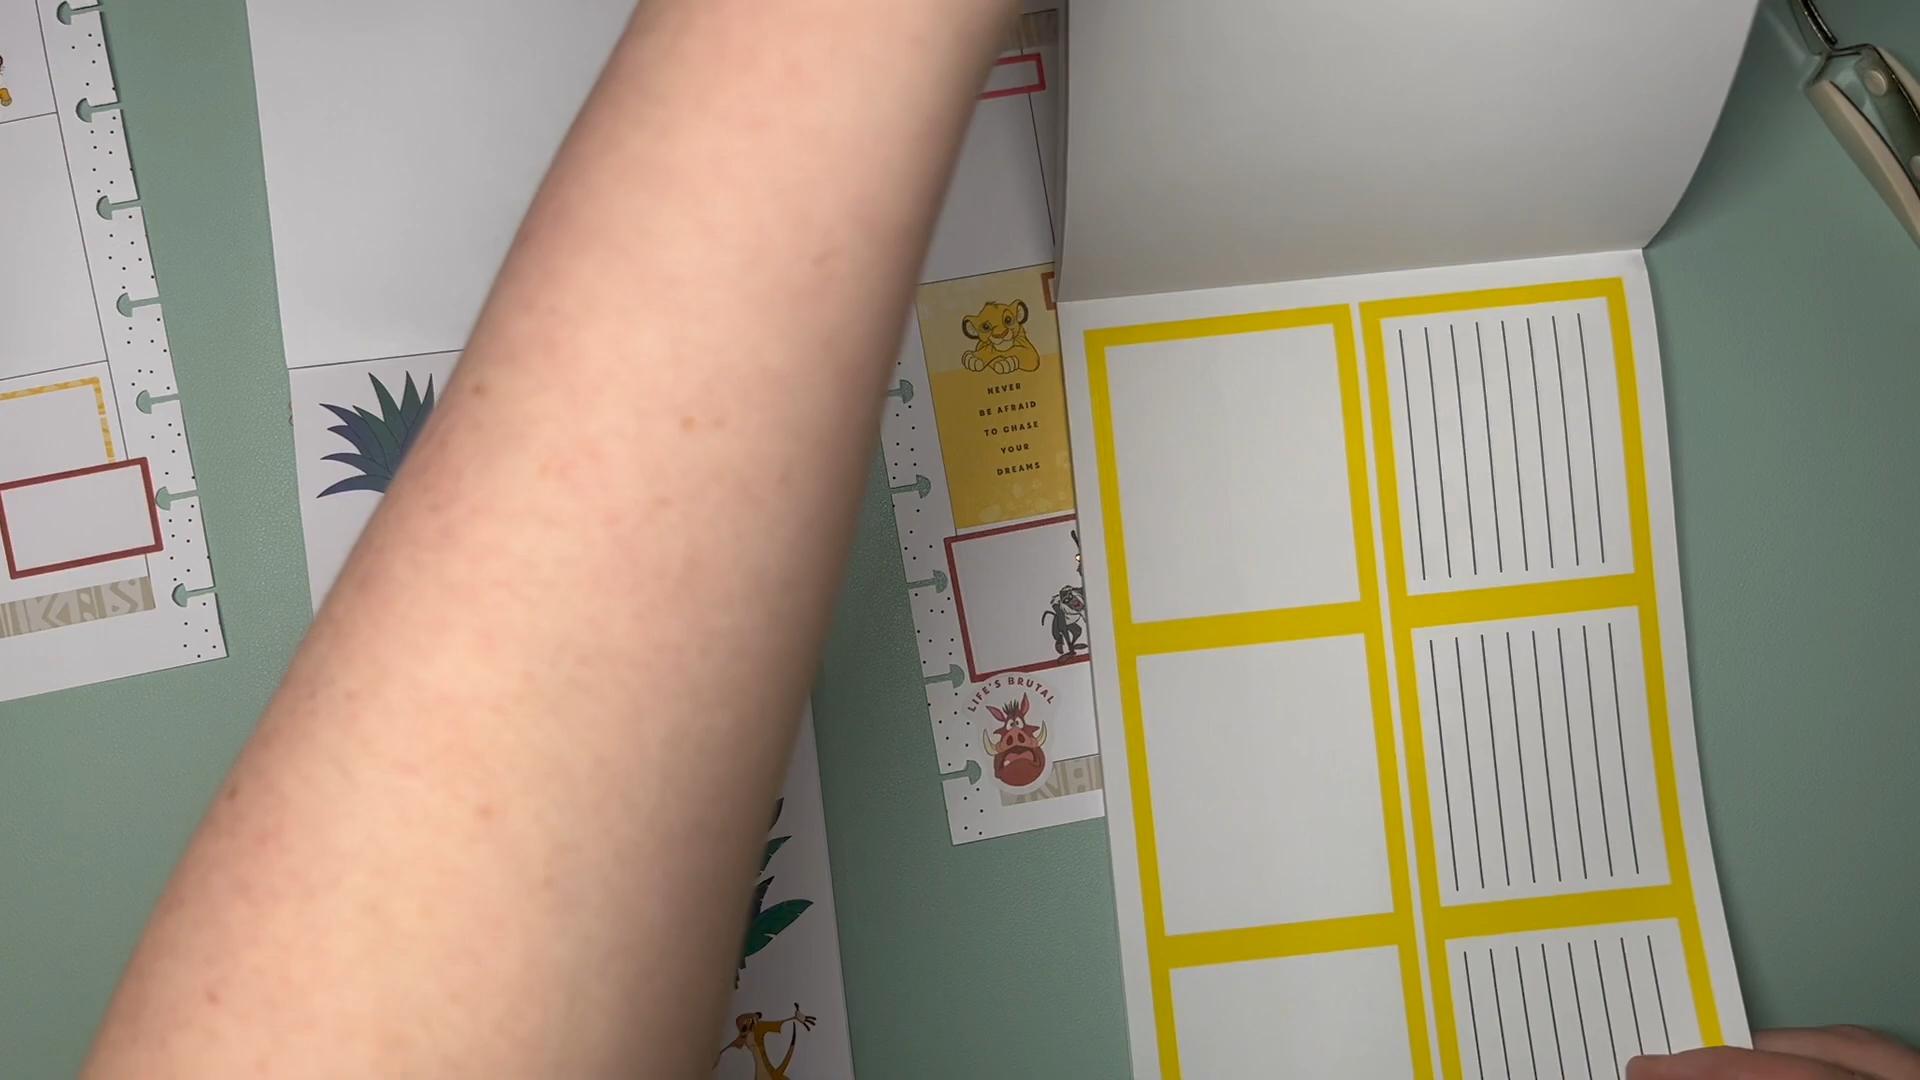 NEVER
BE AFRAID
TO CHASE
YOUR
DREAMS
LIFE'S BRUTAL